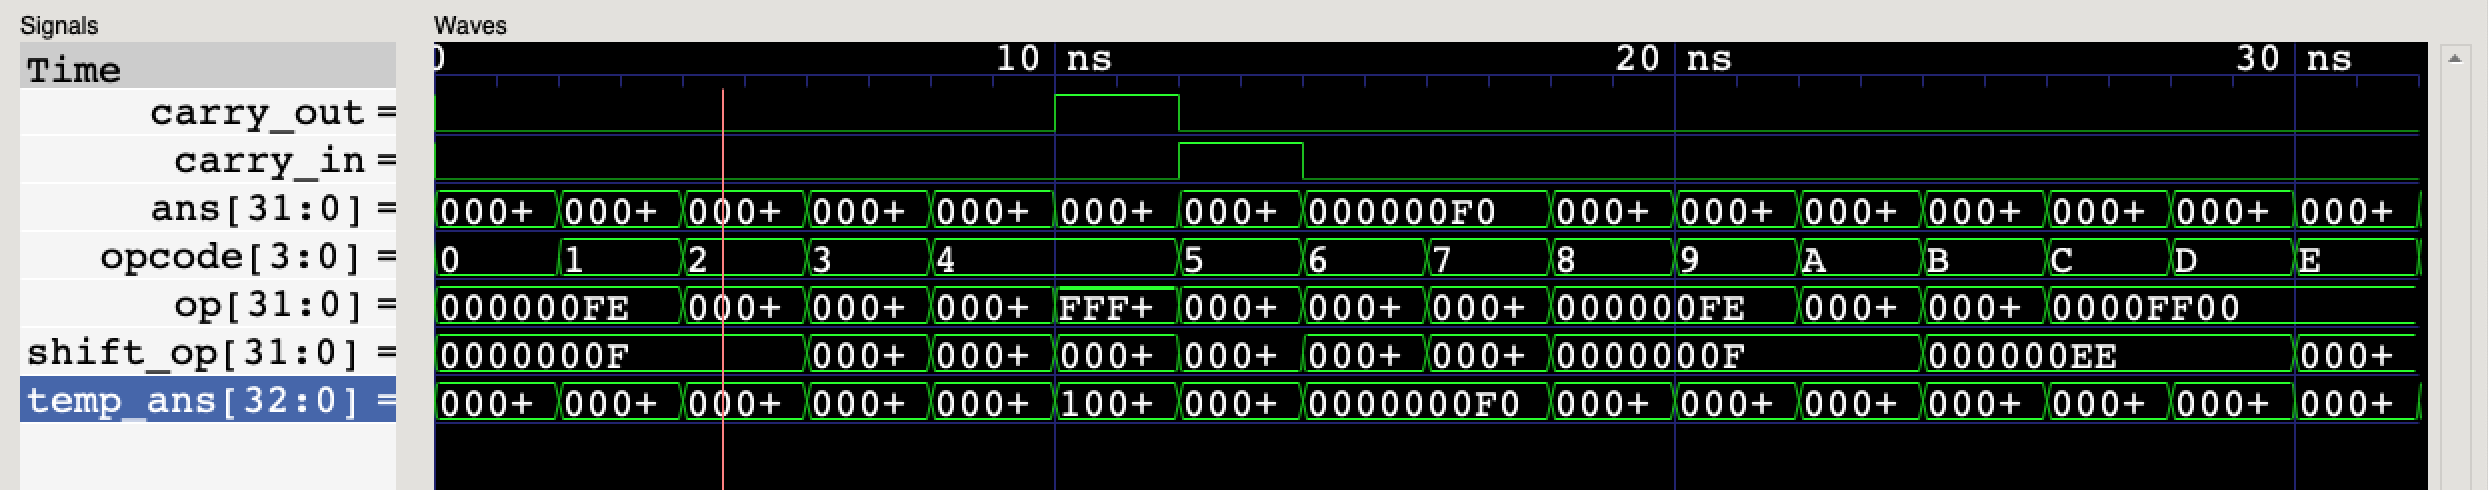 Signals
Waves
Time
0 10 ns 20 ns 30 ns
carry_out =
carry_in =
ans[31:0] = 000+ 000+ 000+ 000+ 000+ 000+ 000+ 000000F0 000+ 000+ 000+ 000+ 000+ 000+ 000+
opcode[3:0] = 0 1 2 3 4 5 6 7 8 9 A B C D E
op[31:0] = 000000FE 000+ 000+ 000+ FFF+ 000+ 000+ 000+ 000000FE 000+ 000+ 0000FF00
shift_op[31:0] = 0000000F 000+ 000+ 000+ 000+ 000+ 000+ 0000000F 000000EE 000+
temp_ans[32:0] = 000+ 000+ 000+ 000+ 000+ 100+ 000+ 0000000F0 000+ 000+ 000+ 000+ 000+ 000+ 000+